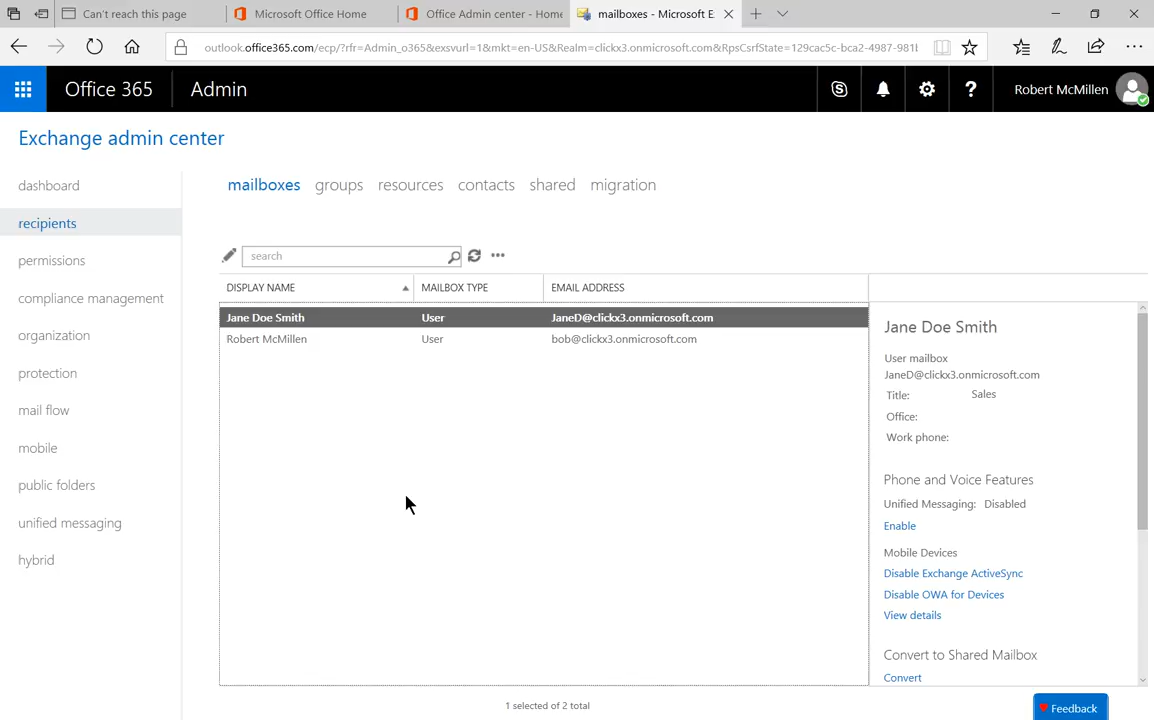 Can't reach this page
Microsoft Office Home
Office Admin center - Home
mailboxes - Microsoft E
outlook.office365.com/ecp/?rfr=Admin_o365&exsvurl=1&mkt=en-US&Realm=clickx3.onmicrosoft.com&RpsCsrfState=129cac5c-bca2-4987-981b
Office 365 Admin
Robert McMillen
Exchange admin center
dashboard
recipients
permissions
compliance management
organization
protection
mail flow
mobile
public folders
unified messaging
hybrid
mailboxes groups resources contacts shared migration
search
DISPLAY NAME MAILBOX TYPE EMAIL ADDRESS
Jane Doe Smith User JaneD@clickx3.onmicrosoft.com
Robert McMillen User bob@clickx3.onmicrosoft.com
1 selected of 2 total
Jane Doe Smith
User mailbox
JaneD@clickx3.onmicrosoft.com
Title: Sales
Office:
Work phone:
Phone and Voice Features
Unified Messaging: Disabled
Enable
Mobile Devices
Disable Exchange ActiveSync
Disable OWA for Devices
View details
Convert to Shared Mailbox
Convert
Feedback